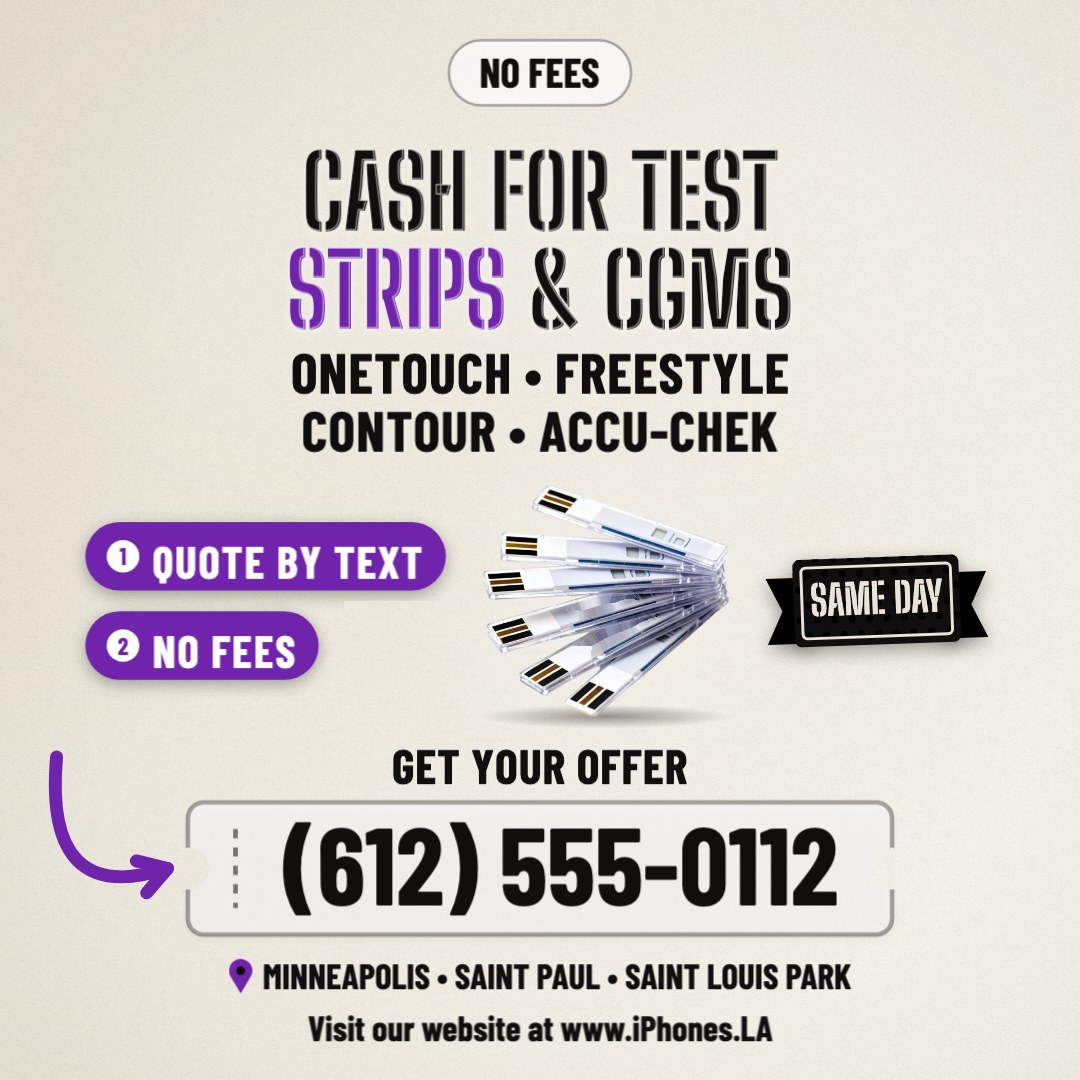 NO FEES
CASH FOR TEST
STRIPS & CGMS
ONETOUCH • FREESTYLE
CONTOUR • ACCU-CHEK
1 QUOTE BY TEXT
2 NO FEES
SAME DAY
GET YOUR OFFER
(612) 555-0112
MINNEAPOLIS • SAINT PAUL • SAINT LOUIS PARK
Visit our website at www.iPhones.LA